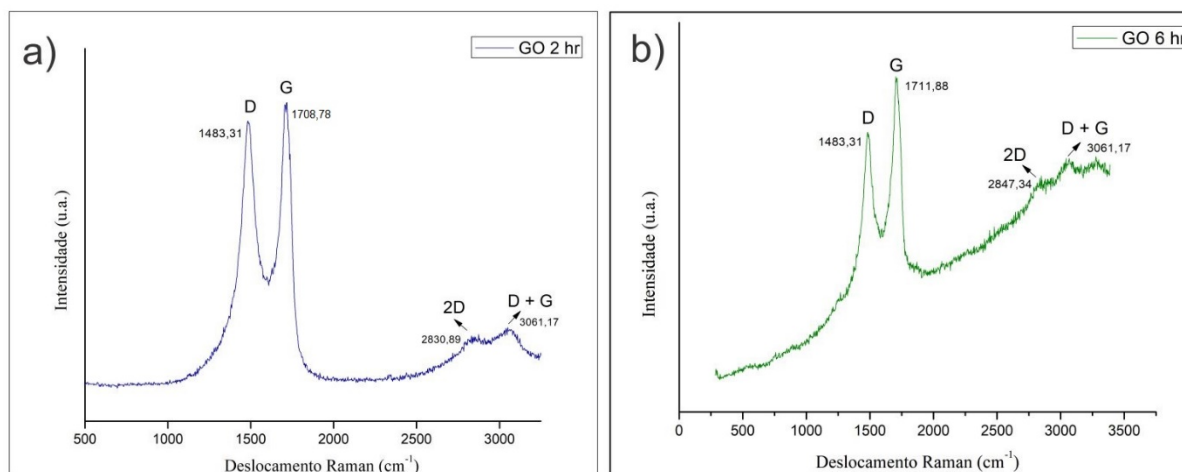 a)
GO 2 hr
D
G
1483,31
1708,78
2D
D + G
2830,89
3061,17
Intensidade (u.a.)
500 1000 1500 2000 2500 3000
Deslocamento Raman (cm⁻¹)
b)
GO 6 hr
G
1711,88
D
1483,31
D + G
3061,17
2D
2847,34
Intensidade (u.a.)
0 500 1000 1500 2000 2500 3000 3500
Deslocamento Raman (cm⁻¹)